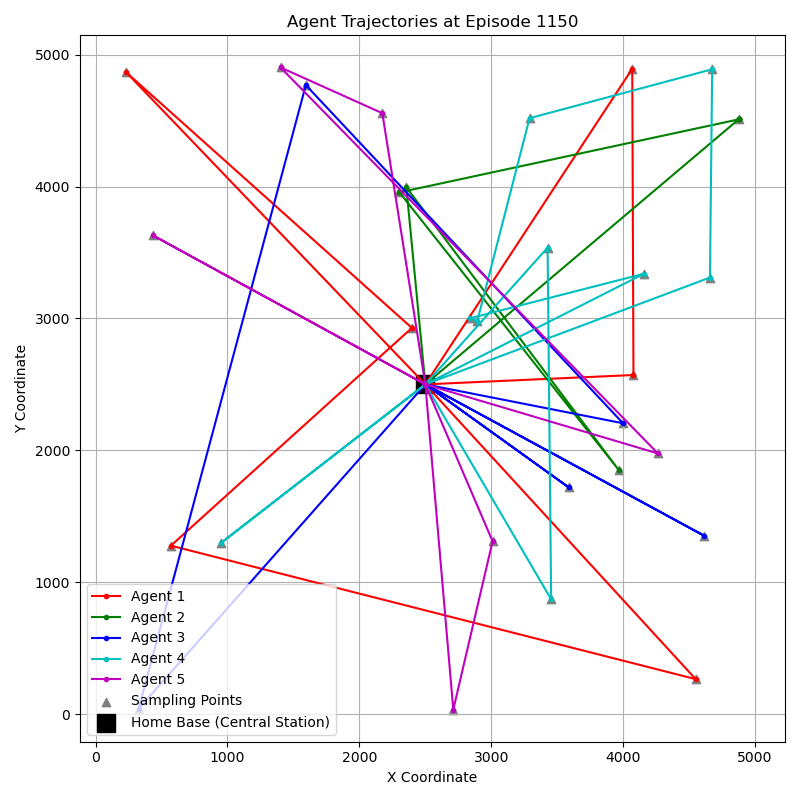 Agent Trajectories at Episode 1150
Y Coordinate
5000
4000
3000
2000
1000
0
Agent 1
Agent 2
Agent 3
Agent 4
Agent 5
Sampling Points
Home Base (Central Station)
0 1000 2000 3000 4000 5000
X Coordinate